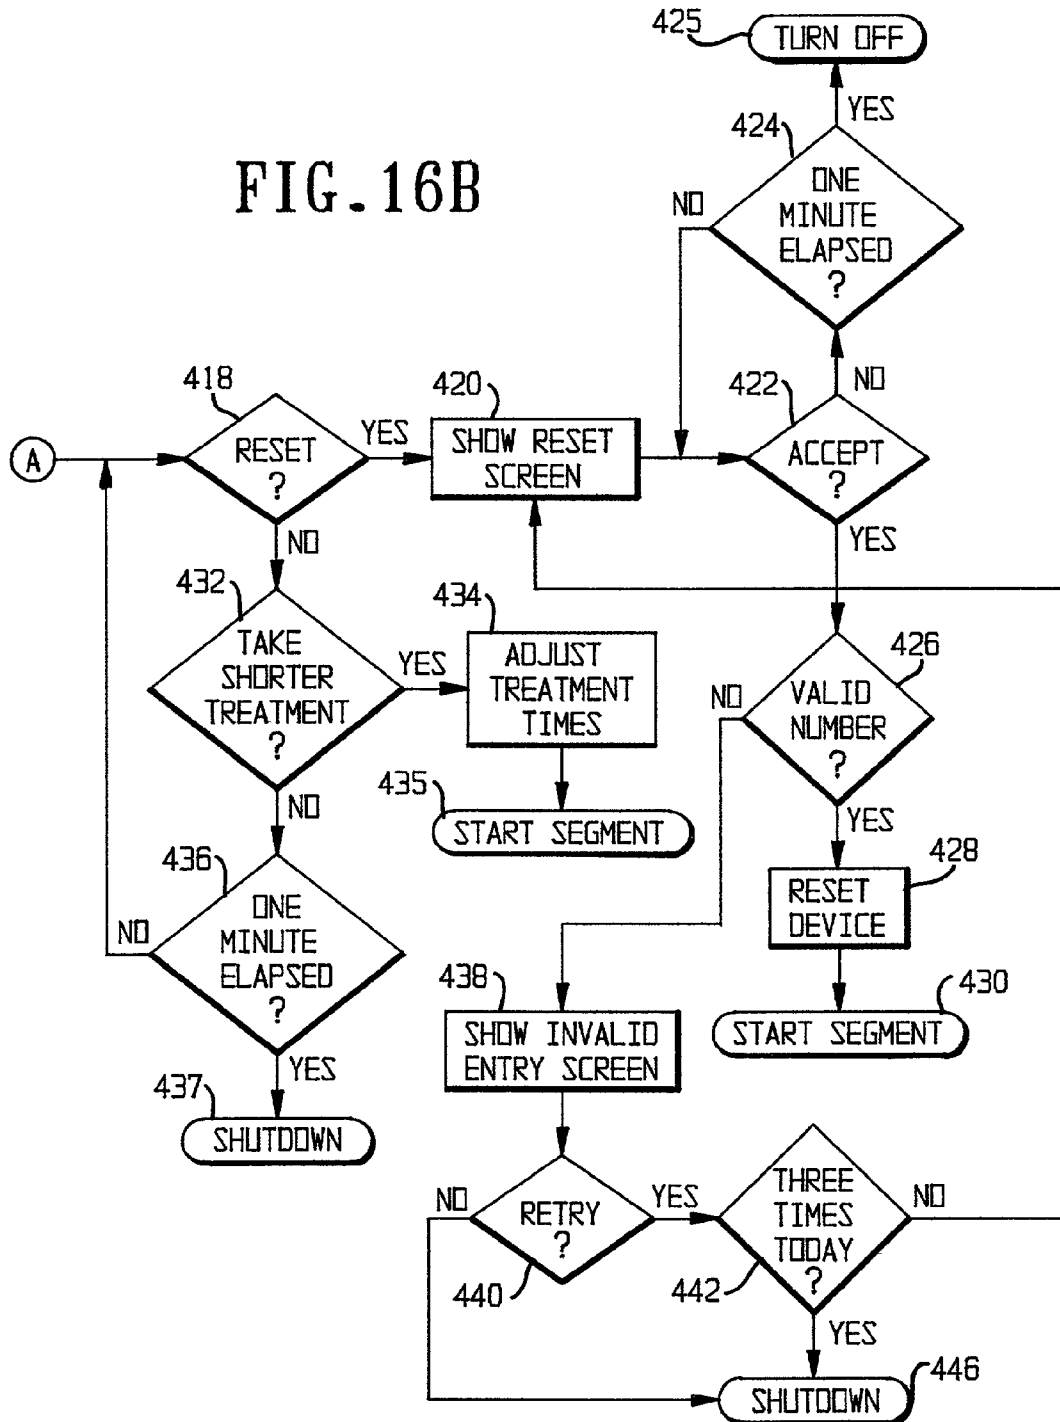 425
TURN OFF
YES
424
FIG.16B
ONE
MINUTE
ELAPSED
?
NO
418
420
422
NO
A
RESET
?
YES
SHOW RESET
SCREEN
ACCEPT
?
NO
YES
432
434
TAKE
SHORTER
TREATMENT
?
YES
ADJUST
TREATMENT
TIMES
426
NO
VALID
NUMBER
?
435
START SEGMENT
NO
YES
436
ONE
MINUTE
ELAPSED
?
NO
428
RESET
DEVICE
438
SHOW INVALID
ENTRY SCREEN
430
START SEGMENT
YES
437
SHUTDOWN
NO
RETRY
?
YES
THREE
TIMES
TODAY
?
NO
440
442
YES
446
SHUTDOWN